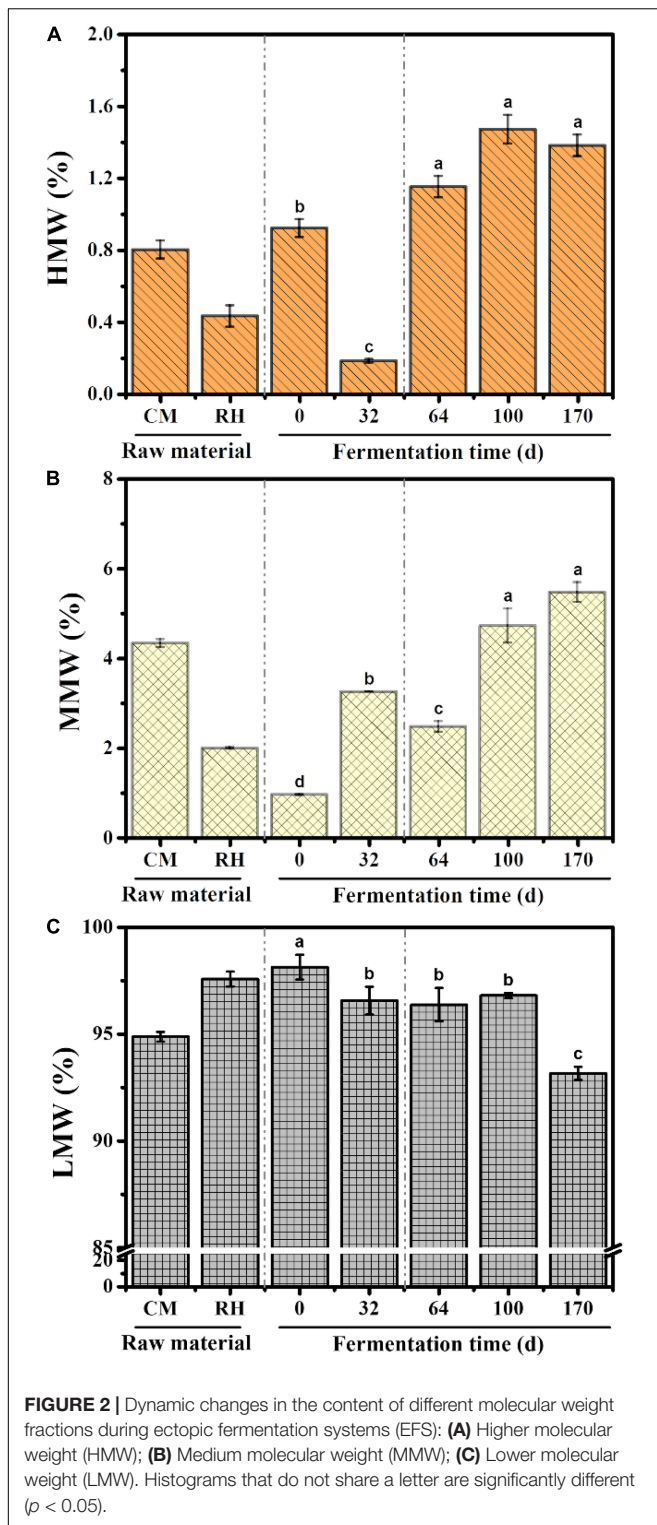 A
2.0
1.6
1.2
0.8
0.4
0.0
HMW (%)
b
c
a
a
a
CM RH 0 32 64 100 170
Raw material Fermentation time (d)
B
8
6
4
2
0
MMW (%)
d
b
c
a
a
CM RH 0 32 64 100 170
Raw material Fermentation time (d)
C
100
95
90
85
20
0
LMW (%)
a
b
b
b
c
CM RH 0 32 64 100 170
Raw material Fermentation time (d)
FIGURE 2 | Dynamic changes in the content of different molecular weight
fractions during ectopic fermentation systems (EFS): (A) Higher molecular
weight (HMW); (B) Medium molecular weight (MMW); (C) Lower molecular
weight (LMW). Histograms that do not share a letter are significantly different
(p < 0.05).